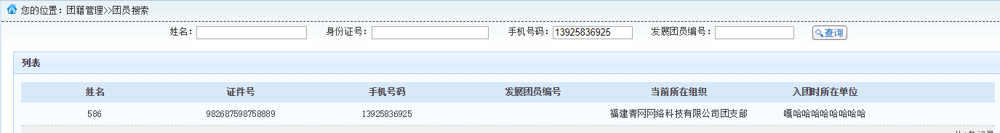 您的位置：团籍管理>>团员搜索
姓名： 身份证号： 手机号码：13925836925 发展团员编号： 查询
列表
姓名 证件号 手机号码 发展团员编号 当前所在组织 入团时所在单位
586 982687598758889 13925836925 福建青网网络科技有限公司团支部 嘎哈哈哈哈哈哈哈哈